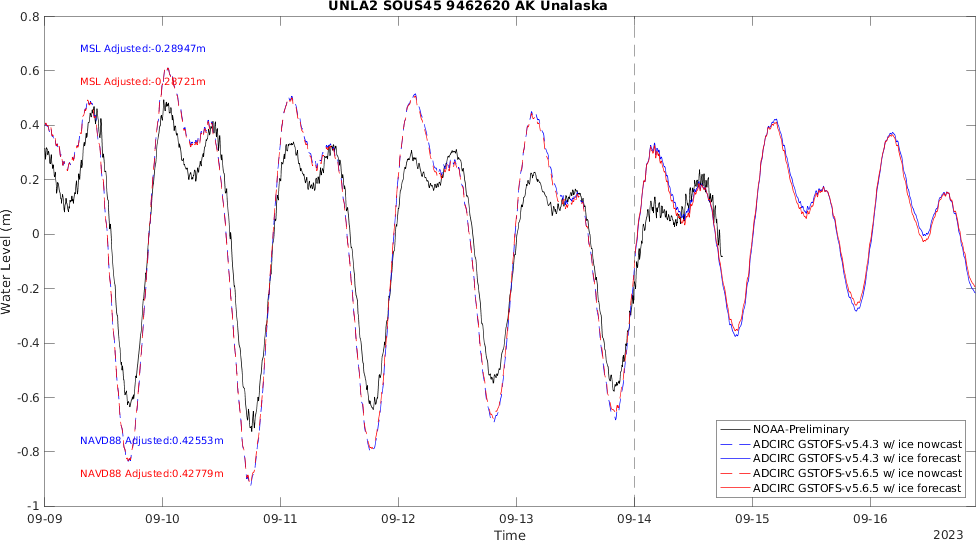 UNLA2 SOUS45 9462620 AK Unalaska
0.8
0.6
0.4
0.2
0
-0.2
-0.4
-0.6
-0.8
-1
Water Level (m)
MSL Adjusted:-0.28947m
MSL Adjusted:-0.28721m
NAVD88 Adjusted:0.42553m
NAVD88 Adjusted:0.42779m
NOAA-Preliminary
ADCIRC GSTOFS-v5.4.3 w/ ice nowcast
ADCIRC GSTOFS-v5.4.3 w/ ice forecast
ADCIRC GSTOFS-v5.6.5 w/ ice nowcast
ADCIRC GSTOFS-v5.6.5 w/ ice forecast
09-09 09-10 09-11 09-12 09-13 09-14 09-15 09-16
Time
2023